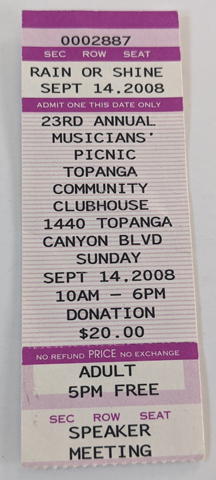 0002887
SEC ROW SEAT
RAIN OR SHINE
SEPT 14.2008
ADMIT ONE THIS DATE ONLY
23RD ANNUAL
MUSICIANS'
PICNIC
TOPANGA
COMMUNITY
CLUBHOUSE
1440 TOPANGA
CANYON BLVD
SUNDAY
SEPT 14.2008
10AM – 6PM
DONATION
$20.00
NO REFUND PRICE NO EXCHANGE
ADULT
5PM FREE
SEC ROW SEAT
SPEAKER
MEETING